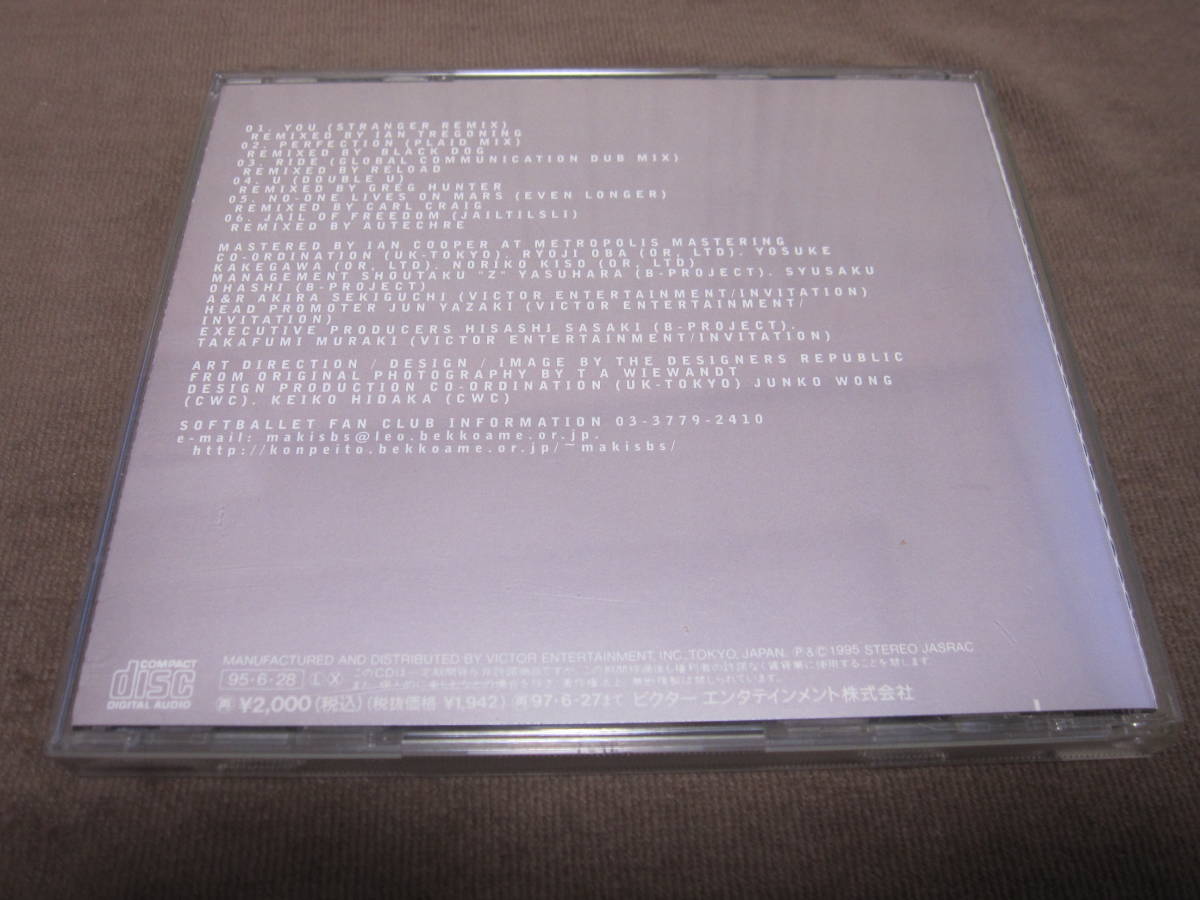 01. YOU (STRANGER REMIX)
REMIXED BY IAN TREGONING
02. PERFECTION (PLAID MIX)
REMIXED BY BLACK DOG
03. RIDE (GLOBAL COMMUNICATION DUB MIX)
REMIXED BY RELOAD
04. U (DOUBLE U)
REMIXED BY GREG HUNTER
05. NO-ONE LIVES ON MARS (EVEN LONGER)
REMIXED BY CARL CRAIG
06. JAIL OF FREEDOM (JAILTILSLI)
REMIXED BY AUTECHRE
MASTERED BY IAN COOPER AT METROPOLIS MASTERING
CO-ORDINATION (UK-TOKYO). RYOJI OBA (OR. LTD). YOSUKE
KAKEGAWA (OR. LTD). NORIKO KISO (OR. LTD)
MANAGEMENT SHOUTAKU "Z" YASUHARA (B-PROJECT). SYUSAKU
OHASHI (B-PROJECT)
A&R AKIRA SEKIGUCHI (VICTOR ENTERTAINMENT/INVITATION)
HEAD PROMOTER JUN YAZAKI (VICTOR ENTERTAINMENT/
INVITATION)
EXECUTIVE PRODUCERS HISASHI SASAKI (B-PROJECT).
TAKAFUMI MURAKI (VICTOR ENTERTAINMENT/INVITATION)
ART DIRECTION / DESIGN / IMAGE BY THE DESIGNERS REPUBLIC
FROM ORIGINAL PHOTOGRAPHY BY T A WIEWANDT
DESIGN PRODUCTION CO-ORDINATION (UK-TOKYO) JUNKO WONG
(CWC). KEIKO HIDAKA (CWC)
SOFTBALLET FAN CLUB INFORMATION 03-3779-2410
e-mail: makisbs@leo.bekkoame.or.jp.
http://konpeito.bekkoame.or.jp/~makisbs/
MANUFACTURED AND DISTRIBUTED BY VICTOR ENTERTAINMENT, INC., TOKYO, JAPAN. Ⓟ & © 1995 STEREO JASRAC
COMPACT disc DIGITAL AUDIO
95·6·28 X
再 ¥2,000(税込)(税抜価格 ¥1,942) 再97·6·27まで ビクター エンタテインメント株式会社